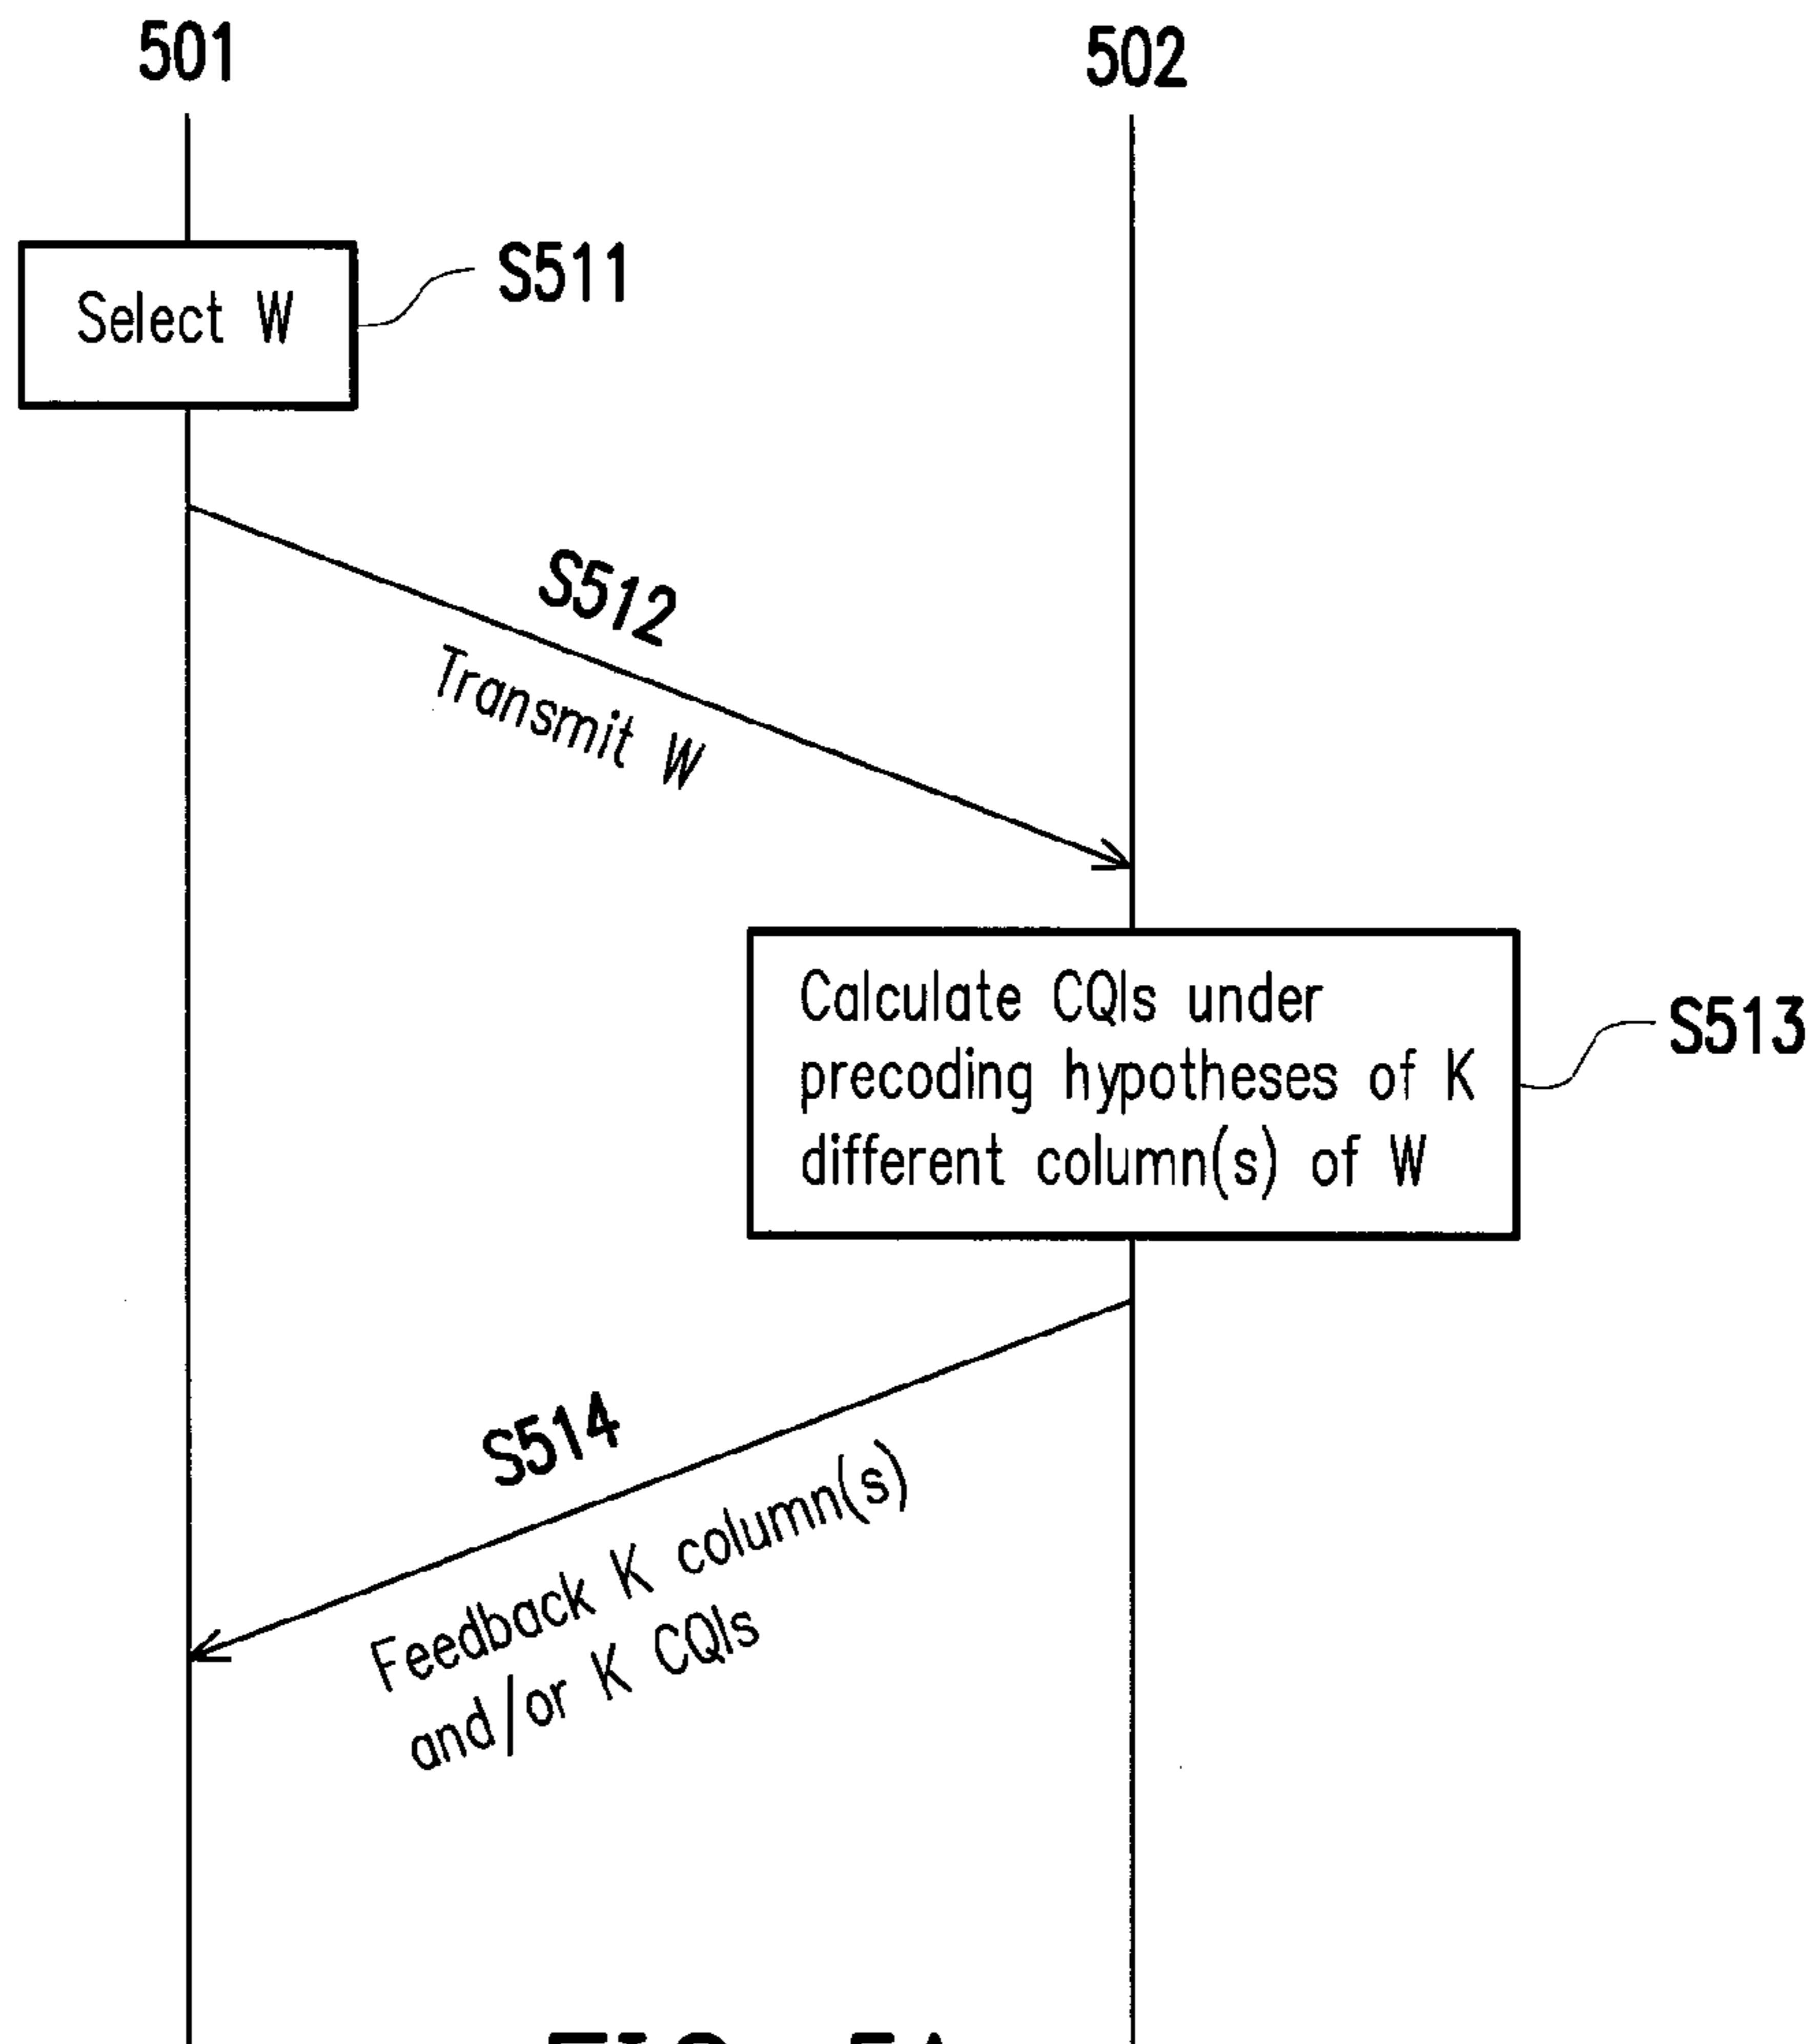 501
502
Select W
S511
S512
Transmit W
Calculate CQIs under
precoding hypotheses of K
different column(s) of W
S513
S514
Feedback K column(s)
and/or K CQIs